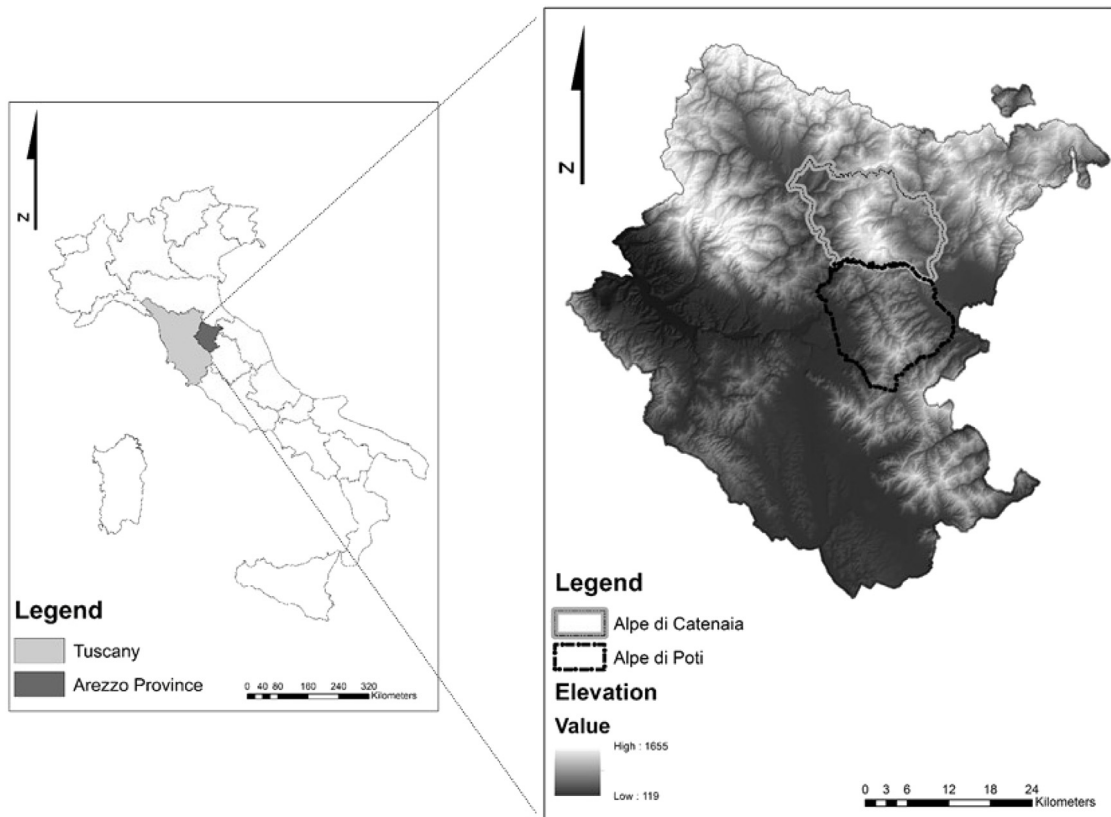 N
Legend
Tuscany
Arezzo Province
0 40 80 160 240 320
Kilometers
N
Legend
Alpe di Catenaia
Alpe di Poti
Elevation
Value
High : 1655
Low : 119
0 3 6 12 18 24
Kilometers